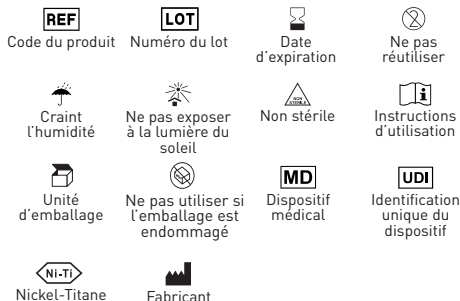 REF
Code du produit
LOT
Numéro du lot
Date
d'expiration
2
Ne pas
réutiliser
Craint
l'humidité
Ne pas exposer
à la lumière du
soleil
NON
STERILE
Non stérile
i
Instructions
d'utilisation
Unité
d'emballage
Ne pas utiliser si
l'emballage est
endommagé
MD
Dispositif
médical
UDI
Identification
unique du
dispositif
Ni-Ti
Nickel-Titane
Fabricant